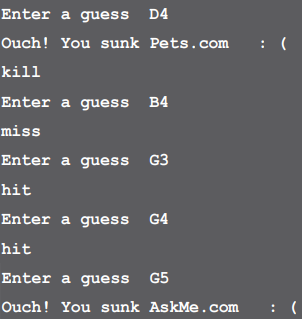 Enter a guess  D4
Ouch! You sunk Pets.com   : (
kill
Enter a guess  B4
miss
Enter a guess  G3
hit
Enter a guess  G4
hit
Enter a guess  G5
Ouch! You sunk AskMe.com   : (